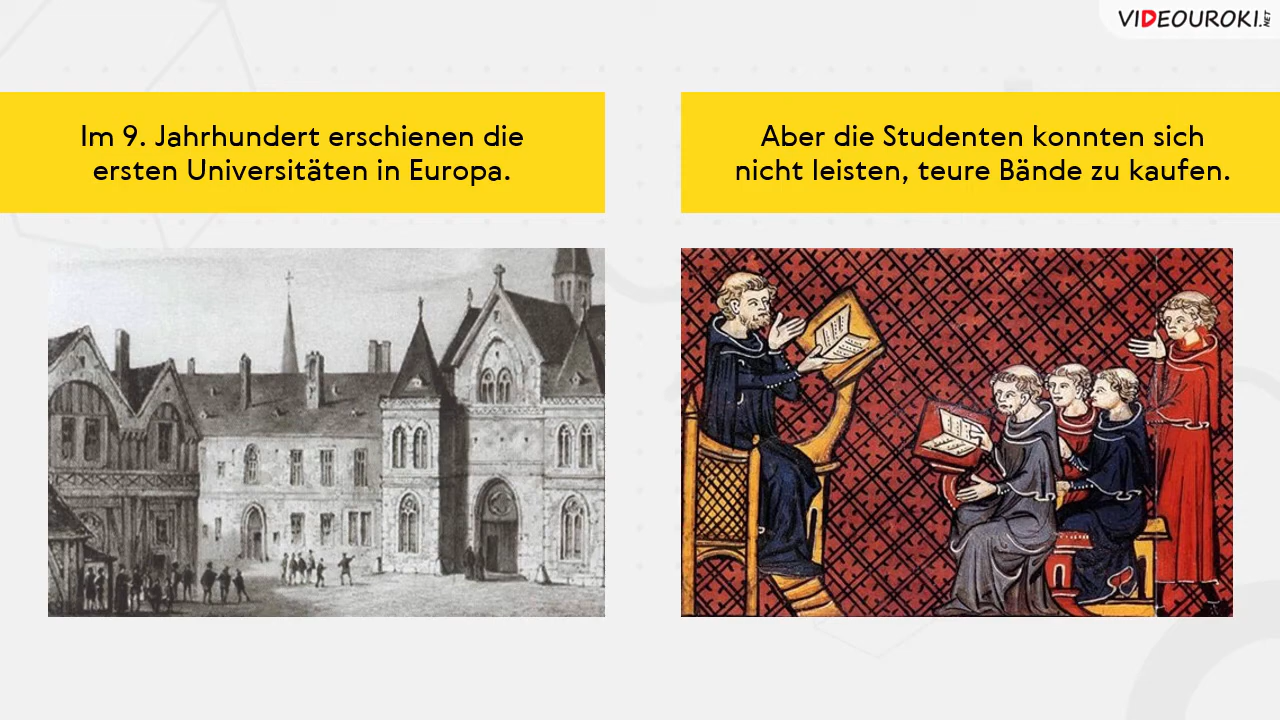 VIDEOUROKI.NET
Im 9. Jahrhundert erschienen die
ersten Universitäten in Europa.
Aber die Studenten konnten sich
nicht leisten, teure Bände zu kaufen.